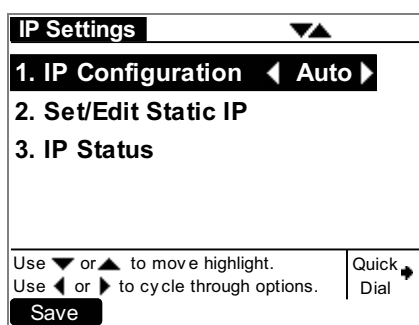 IP Settings
1. IP Configuration Auto
2. Set/Edit Static IP
3. IP Status
Use or to move highlight.
Use or to cycle through options.
Quick
Dial
Save